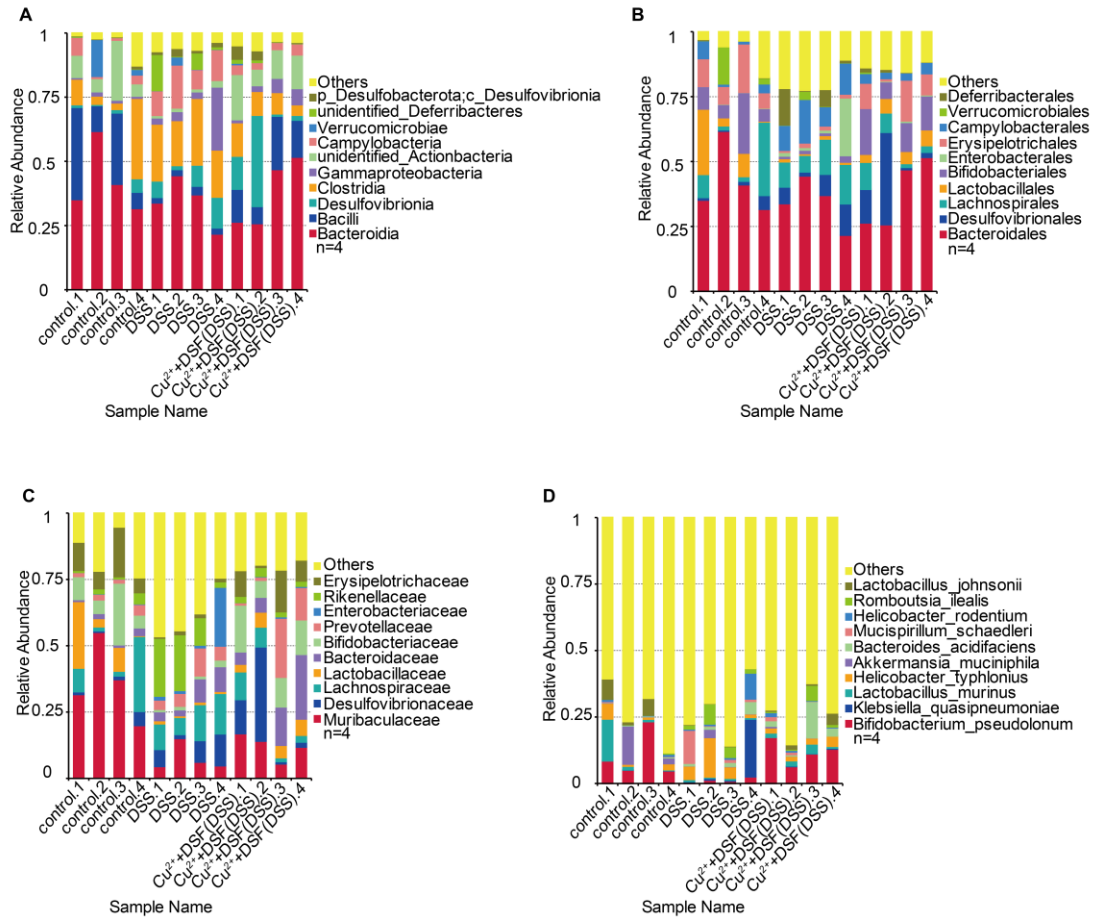 A
Relative Abundance
1
0.75
0.5
0.25
0
Others
p_Desulfobacterota;c_Desulfovibrionia
unidentified_Deferribacteres
Verrucomicrobiae
Campylobacteria
unidentified_Actionbacteria
Gammaproteobacteria
Clostridia
Desulfovibrionia
Bacilli
Bacteroidia
n=4
control.1
control.2
control.3
control.4
DSS.1
DSS.2
DSS.3
DSS.4
Cu²⁺+DSF(DSS).1
Cu²⁺+DSF(DSS).2
Cu²⁺+DSF(DSS).3
Cu²⁺+DSF(DSS).4
Sample Name
B
Relative Abundance
1
0.75
0.5
0.25
0
Others
Deferribacterales
Verrucomicrobiales
Campylobacterales
Erysipelotrichales
Enterobacterales
Bifidobacteriales
Lactobacillales
Lachnospirales
Desulfovibrionales
Bacteroidales
n=4
control.1
control.2
control.3
control.4
DSS.1
DSS.2
DSS.3
DSS.4
Cu²⁺+DSF(DSS).1
Cu²⁺+DSF(DSS).2
Cu²⁺+DSF(DSS).3
Cu²⁺+DSF(DSS).4
Sample Name
C
Relative Abundance
1
0.75
0.5
0.25
0
Others
Erysipelotrichaceae
Rikenellaceae
Enterobacteriaceae
Prevotellaceae
Bifidobacteriaceae
Bacteroidaceae
Lactobacillaceae
Lachnospiraceae
Desulfovibrionaceae
Muribaculaceae
n=4
control.1
control.2
control.3
control.4
DSS.1
DSS.2
DSS.3
DSS.4
Cu²⁺+DSF(DSS).1
Cu²⁺+DSF(DSS).2
Cu²⁺+DSF(DSS).3
Cu²⁺+DSF(DSS).4
Sample Name
D
Relative Abundance
1
0.75
0.5
0.25
0
Others
Lactobacillus_johnsonii
Romboutsia_ilealis
Helicobacter_rodentium
Mucispirillum_schaedleri
Bacteroides_acidifaciens
Akkermansia_muciniphila
Helicobacter_typhlonius
Lactobacillus_murinus
Klebsiella_quasipneumoniae
Bifidobacterium_pseudolonum
n=4
control.1
control.2
control.3
control.4
DSS.1
DSS.2
DSS.3
DSS.4
Cu²⁺+DSF(DSS).1
Cu²⁺+DSF(DSS).2
Cu²⁺+DSF(DSS).3
Cu²⁺+DSF(DSS).4
Sample Name